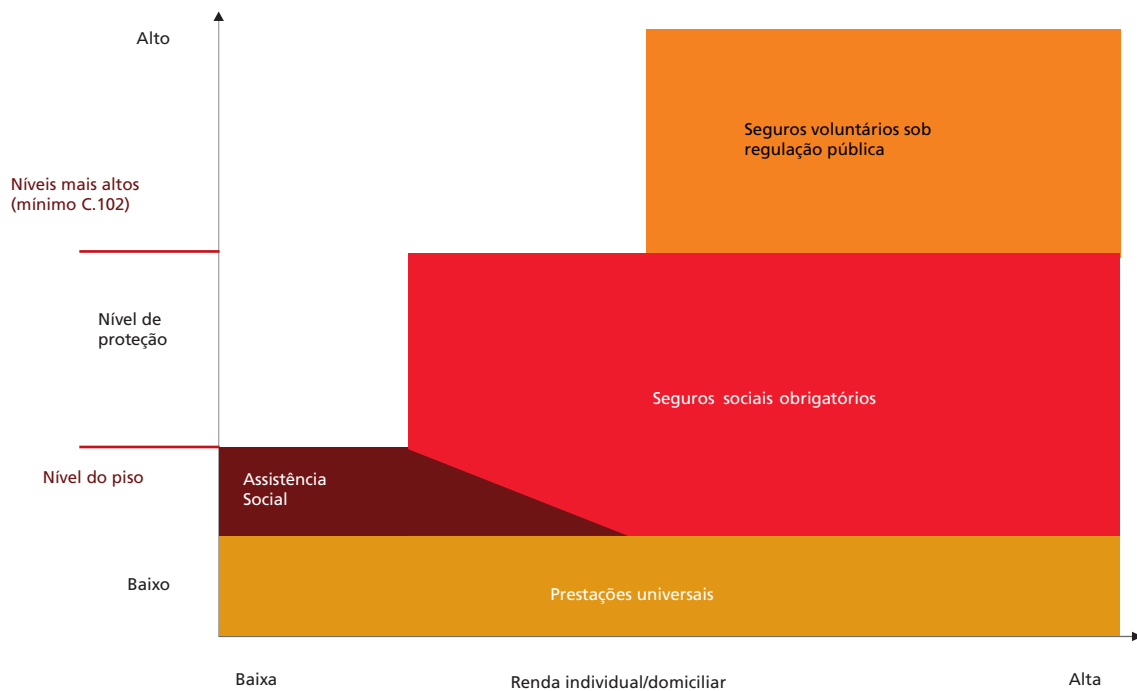 Alto
Seguros voluntários sob
regulação pública
Níveis mais altos
(mínimo C.102)
Nível de
proteção
Seguros sociais obrigatórios
Nível do piso
Assistência
Social
Baixo
Prestações universais
Baixa
Renda individual/domiciliar
Alta